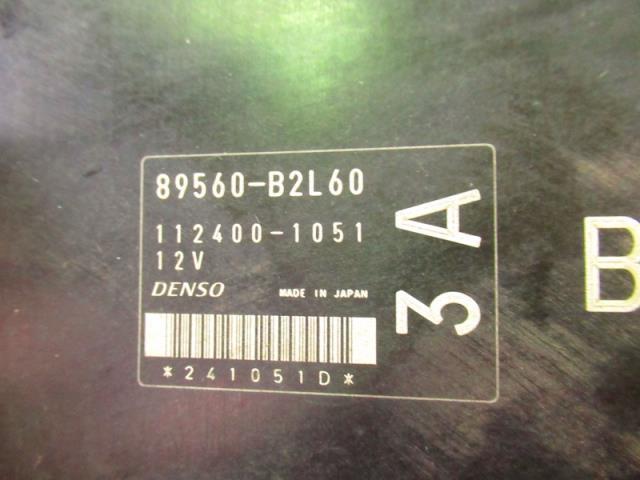 89560-B2L60
112400-1051
12V
DENSO MADE IN JAPAN
*241051D*
3A
B